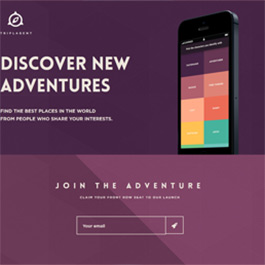 TRIPLAGENT
DISCOVER NEW
ADVENTURES
FIND THE BEST PLACES IN THE WORLD
FROM PEOPLE WHO SHARE YOUR INTERESTS.
JOIN THE ADVENTURE
CLAIM YOUR FRONT ROW SEAT TO OUR LAUNCH
Your email